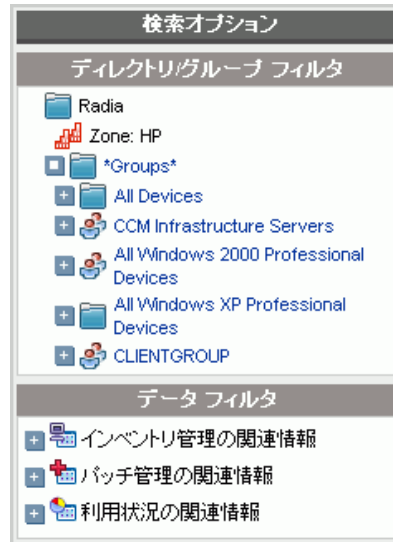 検索オプション
ディレクトリ/グループ フィルタ
Radia
Zone: HP
*Groups*
All Devices
CCM Infrastructure Servers
All Windows 2000 Professional
Devices
All Windows XP Professional
Devices
CLIENTGROUP
データ フィルタ
インベントリ管理の関連情報
パッチ管理の関連情報
利用状況の関連情報